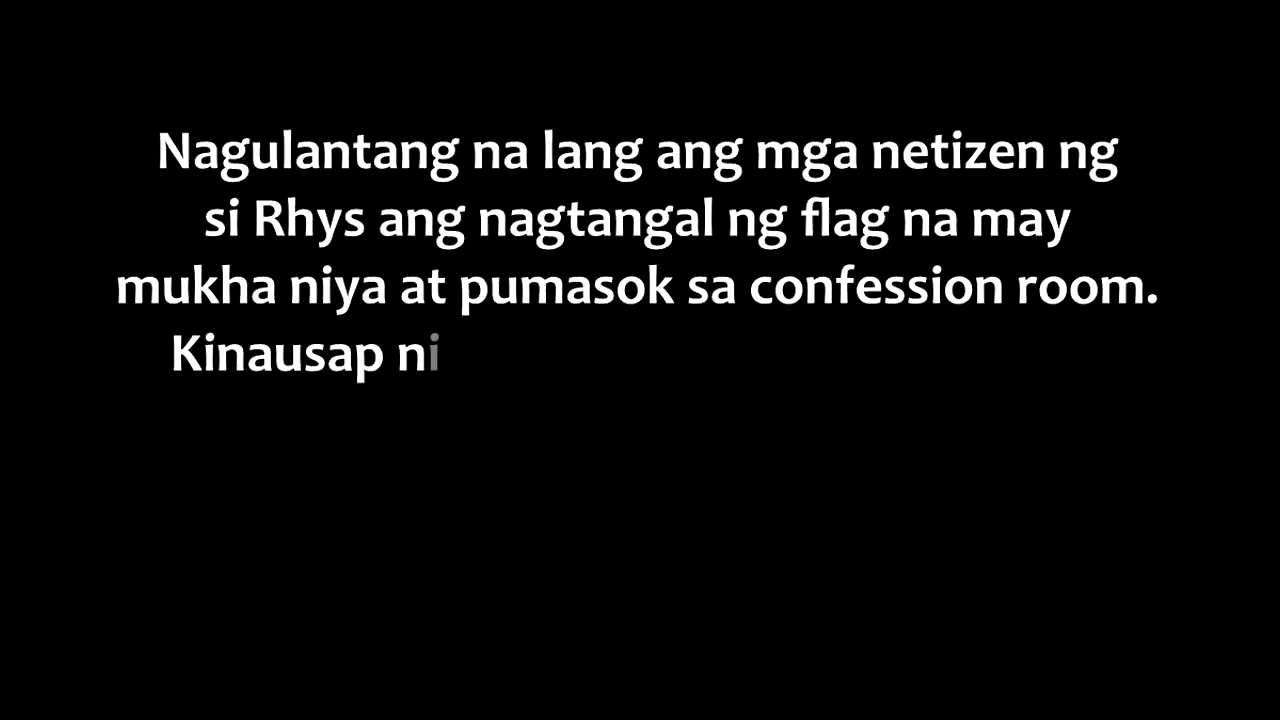 Nagulantang na lang ang mga netizen ng
si Rhys ang nagtangal ng flag na may
mukha niya at pumasok sa confession room.
Kinausap ni